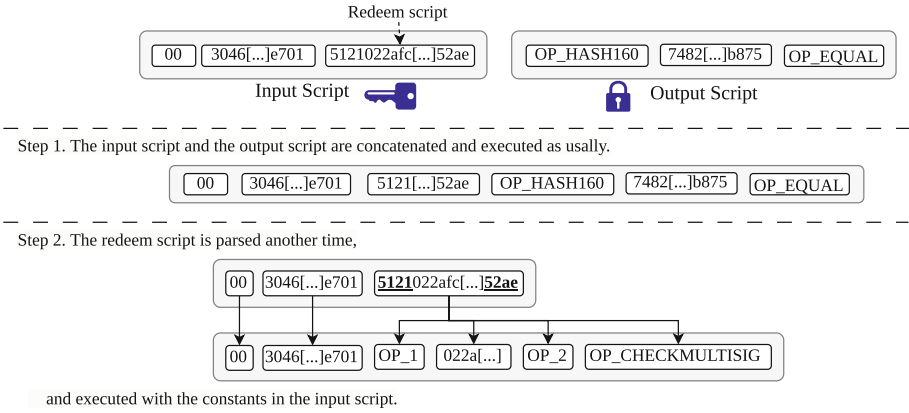 Redeem script
00 3046[...]e701 5121022afc[...]52ae OP_HASH160 7482[...]b875 OP_EQUAL
Input Script Output Script
Step 1. The input script and the output script are concatenated and executed as usally.
00 3046[...]e701 5121[...]52ae OP_HASH160 7482[...]b875 OP_EQUAL
Step 2. The redeem script is parsed another time,
00 3046[...]e701 5121022afc[...]52ae
00 3046[...]e701 OP_1 022a[...] OP_2 OP_CHECKMULTISIG
and executed with the constants in the input script.